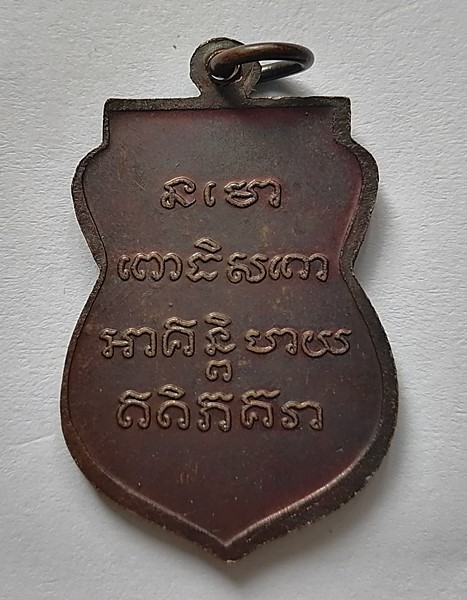 នមោ
ពោធិសតោ
អាគន្តិមាយ
ឥតិភគវា